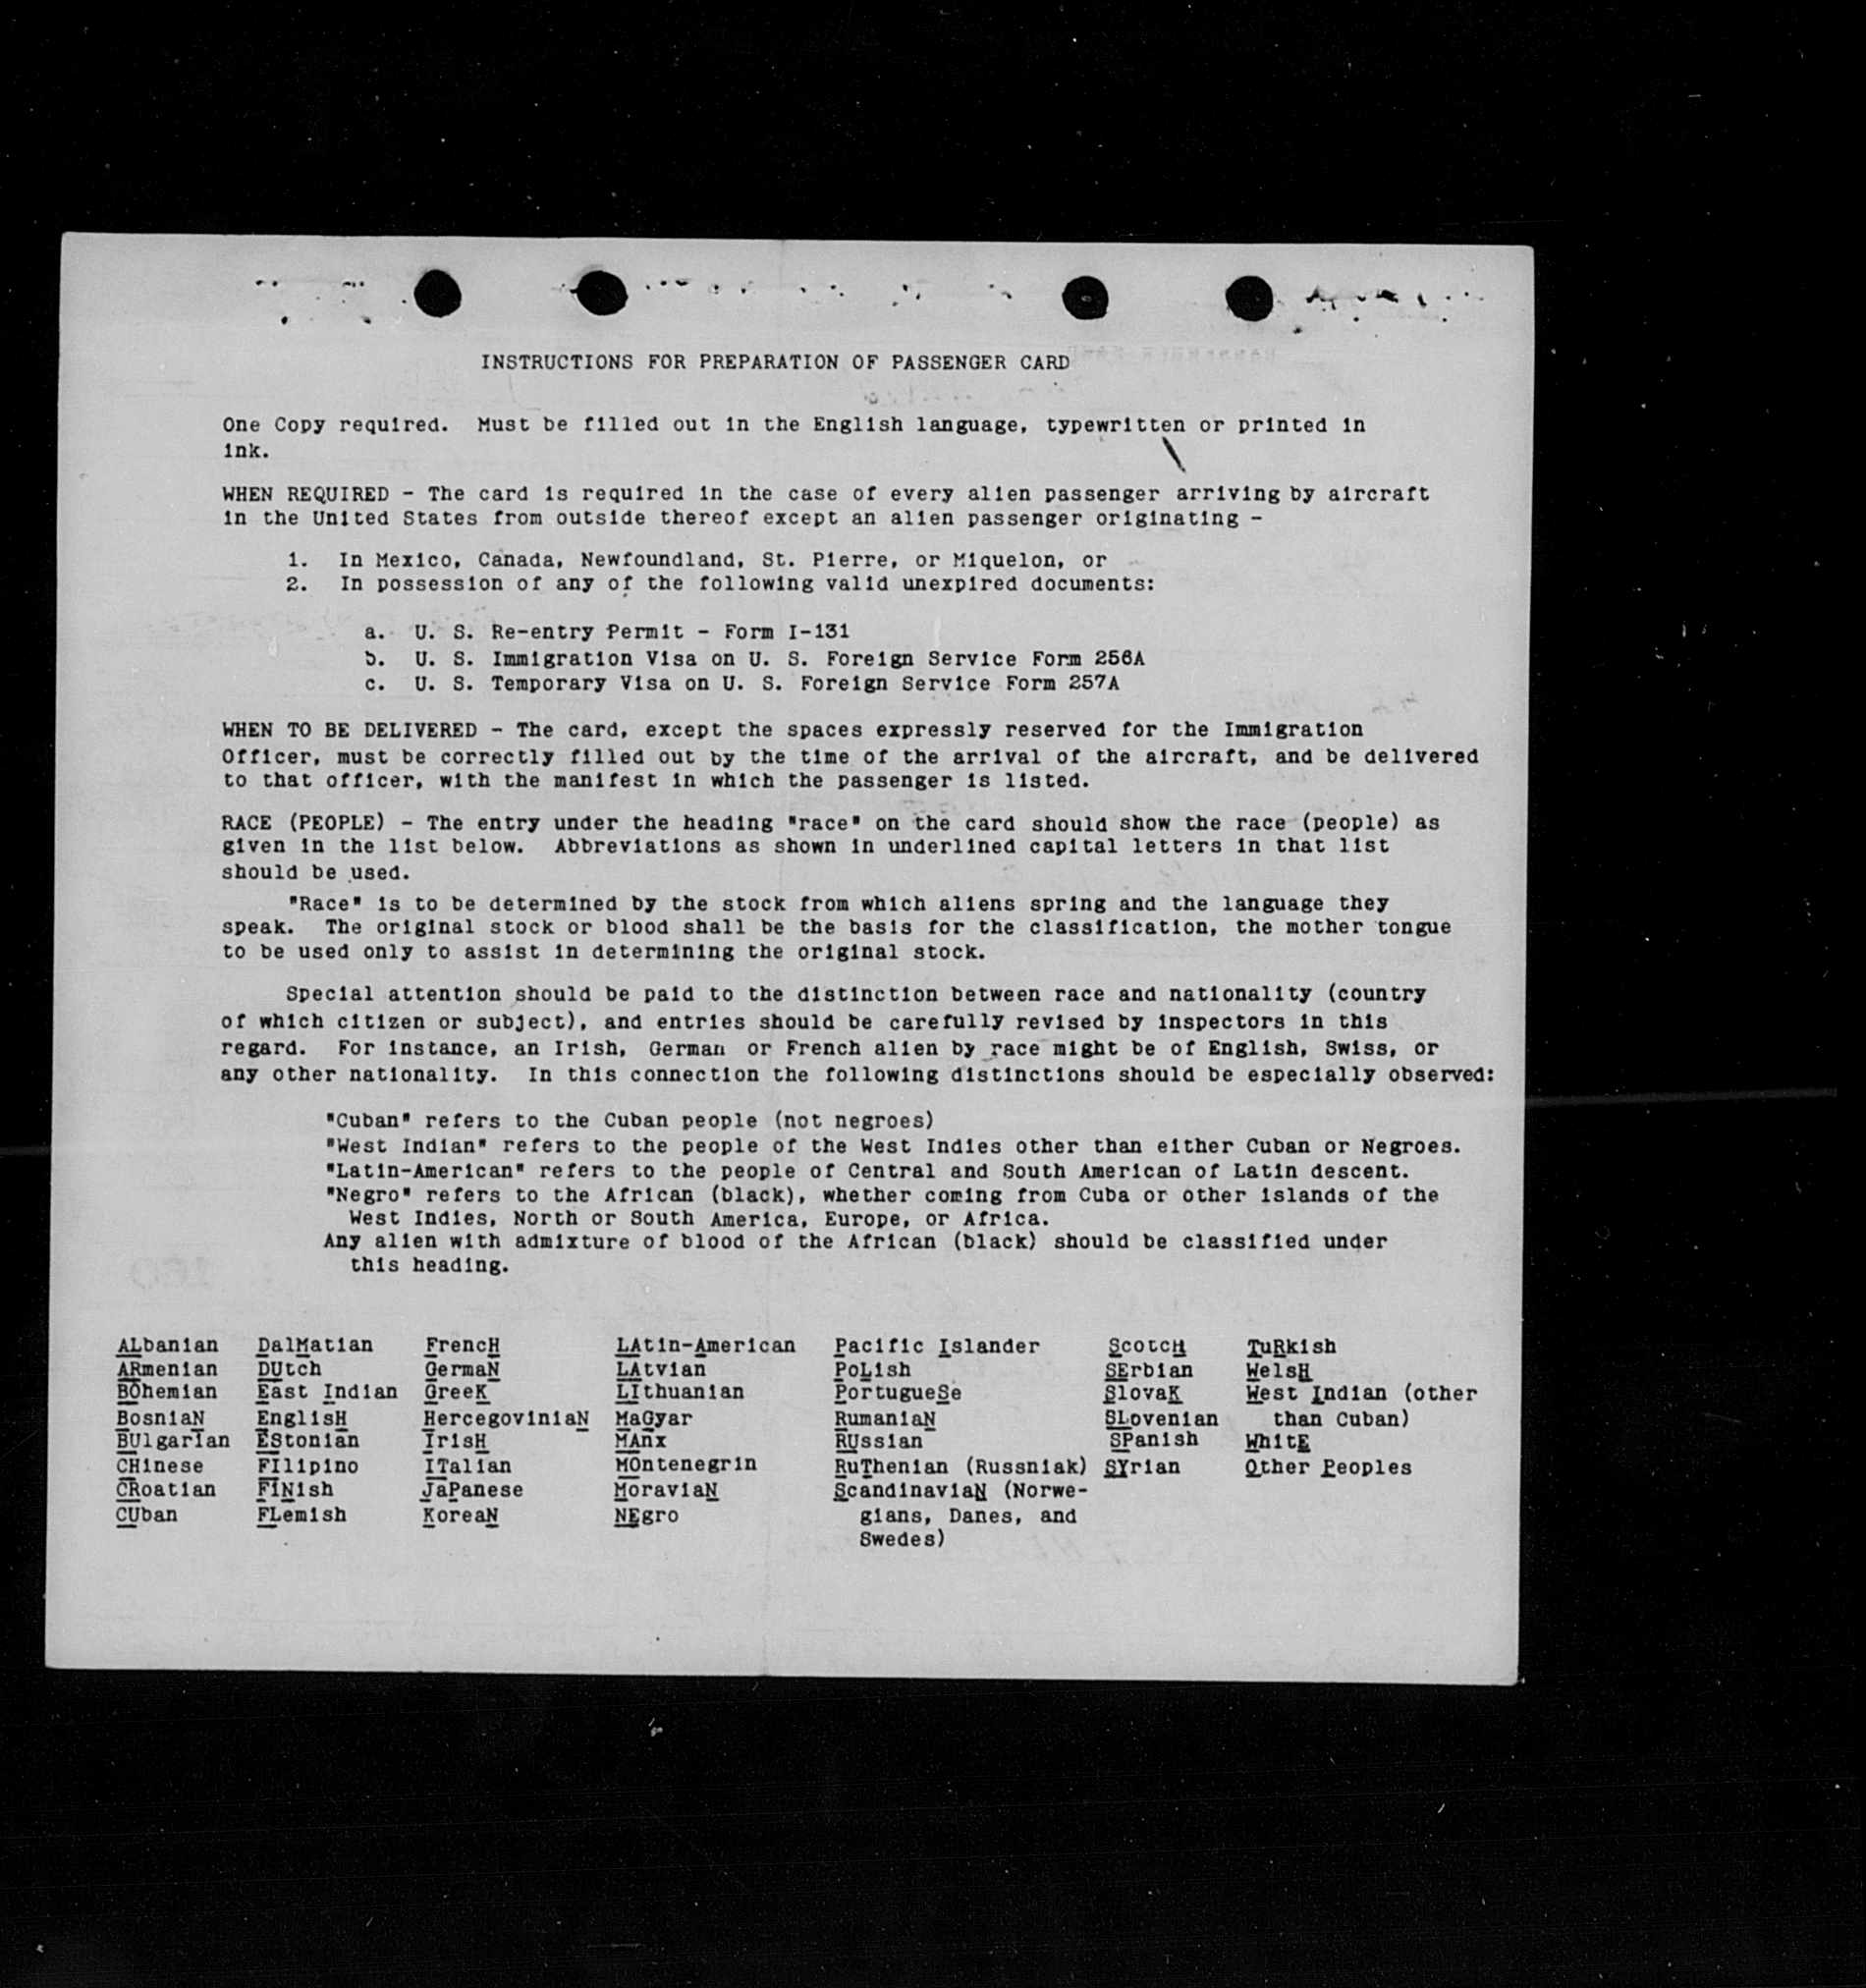 INSTRUCTIONS FOR PREPARATION OF PASSENGER CARD
One Copy required. Must be filled out in the English language, typewritten or printed in
ink.
WHEN REQUIRED - The card is required in the case of every alien passenger arriving by aircraft
in the United States from outside thereof except an alien passenger originating -
1. In Mexico, Canada, Newfoundland, St. Pierre, or Miquelon, or
2. In possession of any of the following valid unexpired documents:
a. U. S. Re-entry Permit - Form I-131
b. U. S. Immigration Visa on U. S. Foreign Service Form 256A
c. U. S. Temporary Visa on U. S. Foreign Service Form 257A
WHEN TO BE DELIVERED - The card, except the spaces expressly reserved for the Immigration
Officer, must be correctly filled out by the time of the arrival of the aircraft, and be delivered
to that officer, with the manifest in which the passenger is listed.
RACE (PEOPLE) - The entry under the heading "race" on the card should show the race (people) as
given in the list below. Abbreviations as shown in underlined capital letters in that list
should be used.
"Race" is to be determined by the stock from which aliens spring and the language they
speak. The original stock or blood shall be the basis for the classification, the mother tongue
to be used only to assist in determining the original stock.
Special attention should be paid to the distinction between race and nationality (country
of which citizen or subject), and entries should be carefully revised by inspectors in this
regard. For instance, an Irish, German or French alien by race might be of English, Swiss, or
any other nationality. In this connection the following distinctions should be especially observed:
"Cuban" refers to the Cuban people (not negroes)
"West Indian" refers to the people of the West Indies other than either Cuban or Negroes.
"Latin-American" refers to the people of Central and South American of Latin descent.
"Negro" refers to the African (black), whether coming from Cuba or other islands of the
West Indies, North or South America, Europe, or Africa.
Any alien with admixture of blood of the African (black) should be classified under
this heading.
ALbanian DalMatian FrencH LAtin-American Pacific Islander ScotcH TuRkish
ARmenian DUtch GermaN LAtvian PoLish SErbian WelsH
BOhemian East Indian GreeK LIthuanian PortugueSe SlovaK West Indian (other
BosniaN EnglisH HercegoviniaN MaGyar RumaniaN SLovenian than Cuban)
BUlgarian EStonian IrisH MAnx RUssian SPanish WhitE
CHinese FIlipino ITalian MOntenegrin RuThenian (Russniak) SYrian Other Peoples
CRoatian FINish JaPanese MoraviaN ScandinaviaN (Norwe-
CUban FLemish KoreaN NEgro gians, Danes, and
Swedes)